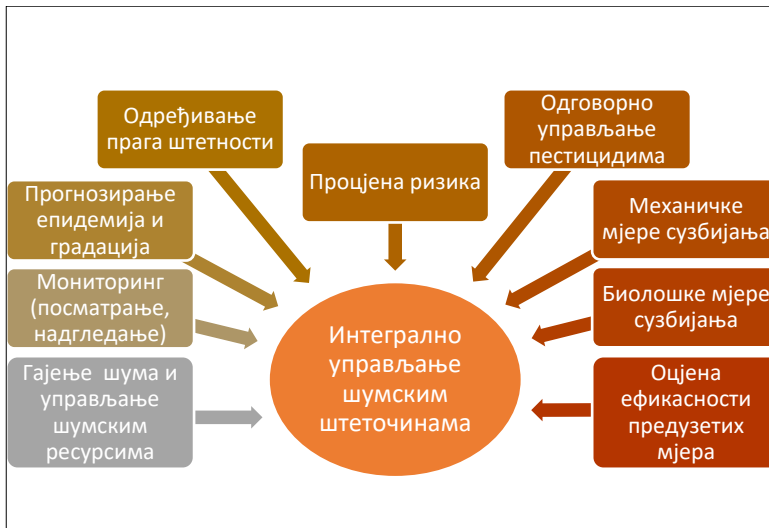 Одређивање
прага штетности
Одговорно
управљање
пестицидима
Процјена ризика
Прогнозирање
епидемија и
градација
Механичке
мјере сузбијања
Мониторинг
(посматрање,
надгледање)
Биолошке мјере
сузбијања
Интегрално
управљање
шумским
штеточинама
Гајење шума и
управљање
шумским
ресурсима
Оцјена
ефикасности
предузетих
мјера